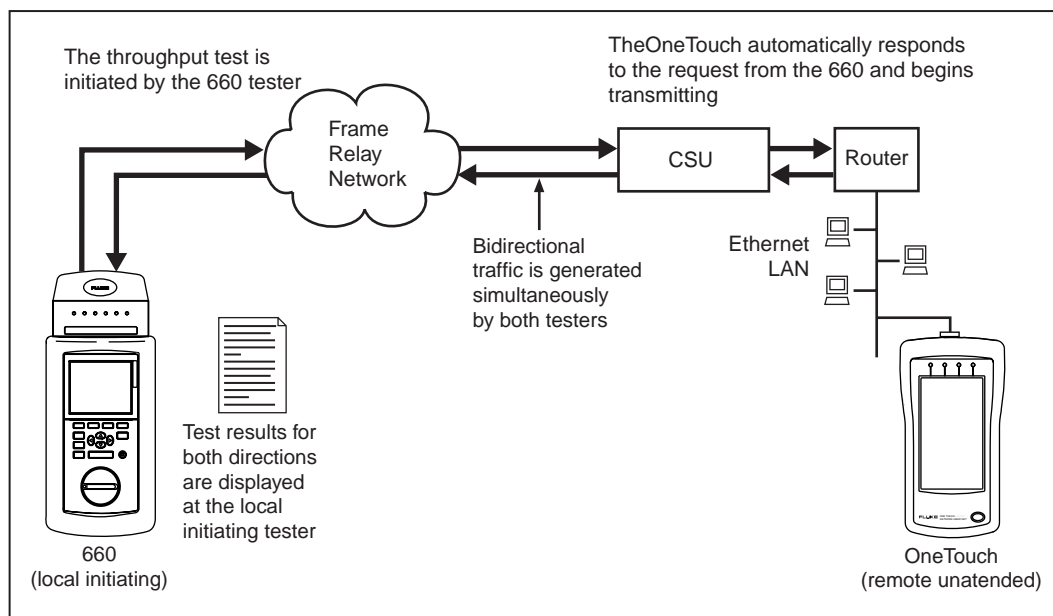 The throughput test is
initiated by the 660 tester
TheOneTouch automatically responds
to the request from the 660 and begins
transmitting
Frame
Relay
Network
CSU
Router
Bidirectional
traffic is generated
simultaneously
by both testers
Ethernet
LAN
FLUKE
Test results for
both directions
are displayed
at the local
initiating tester
660
(local initiating)
FLUKE
OneTouch
(remote unatended)